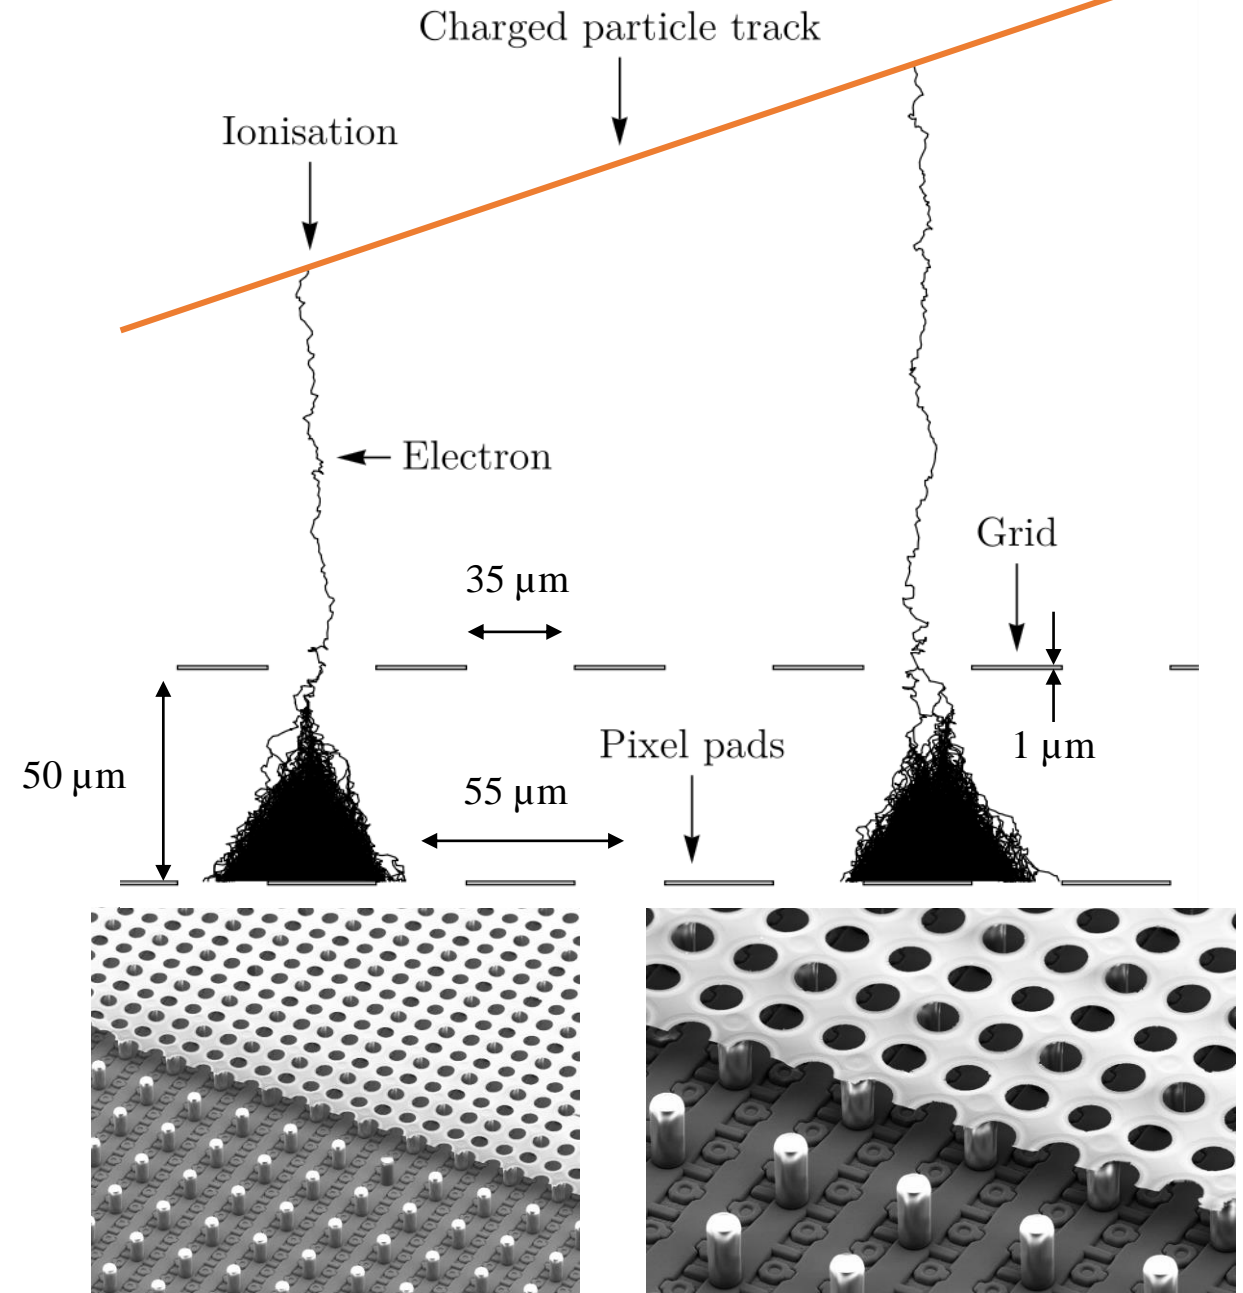 Charged particle track
Ionisation
Electron
Grid
35 µm
Pixel pads
1 µm
50 µm
55 µm